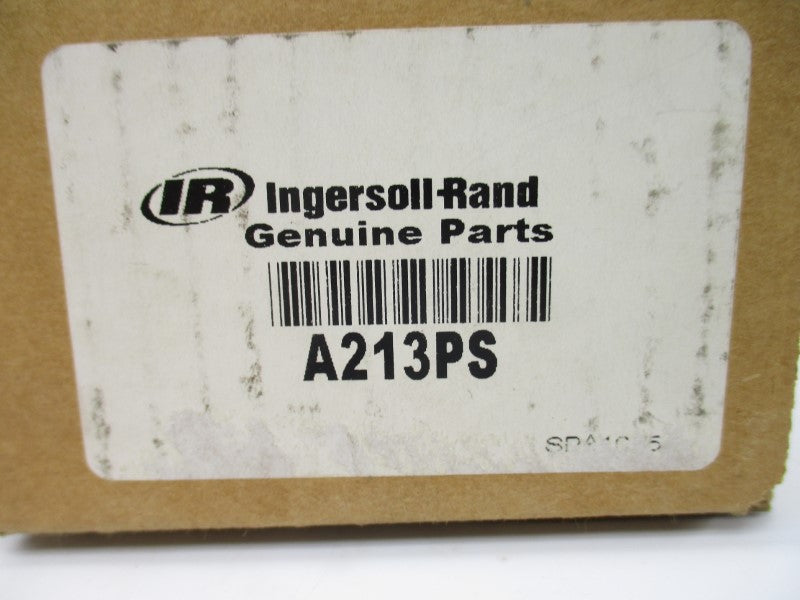 IR Ingersoll-Rand
Genuine Parts
A213PS